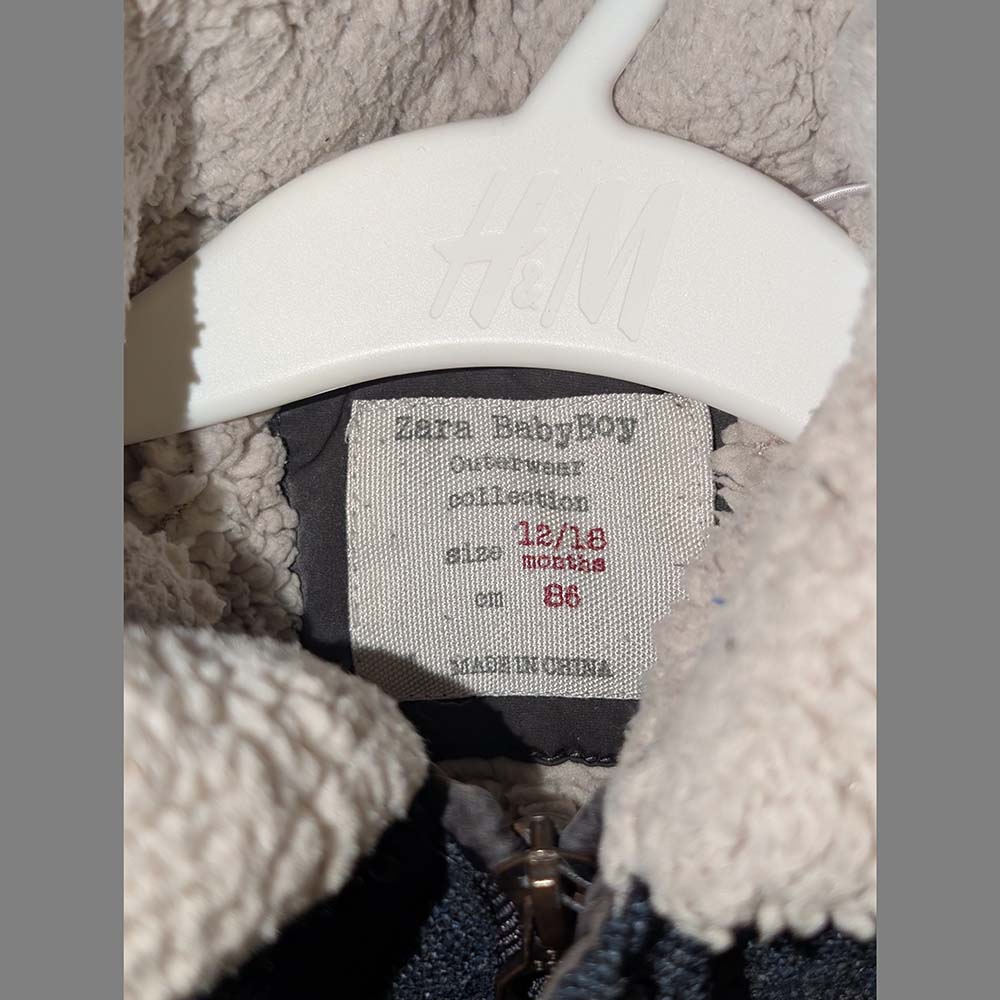 H&M
Zara BabyBoy
Outerwear
collection
size 12/18
months
cm 86
MADE IN CHINA